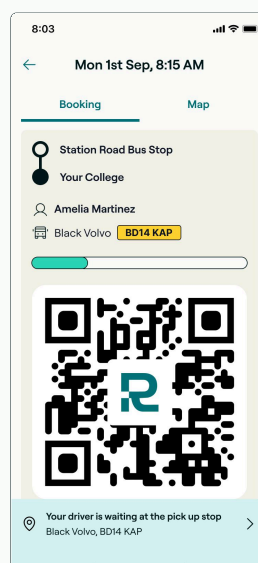 8:03
Mon 1st Sep, 8:15 AM
Booking Map
Station Road Bus Stop
Your College
Amelia Martinez
Black Volvo BD14 KAP
R
Your driver is waiting at the pick up stop
Black Volvo, BD14 KAP